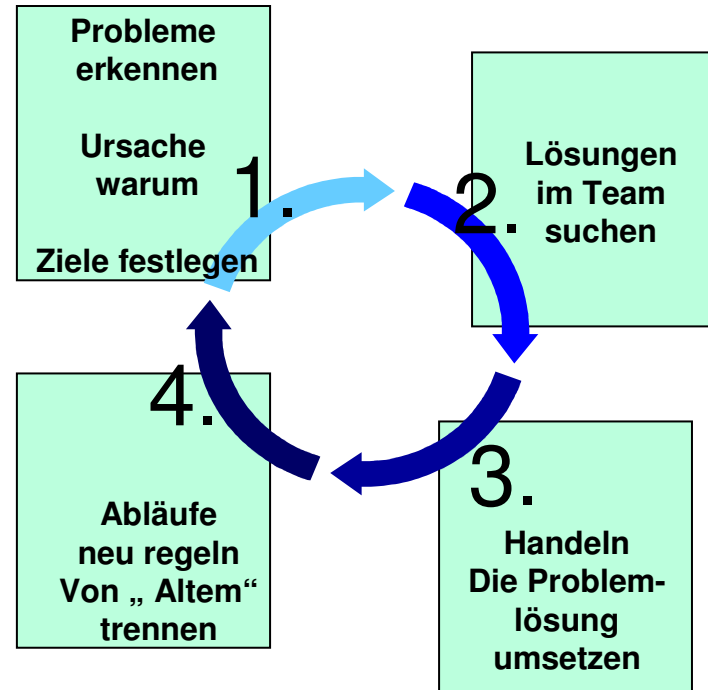 Probleme
erkennen
Ursache
warum
1.
Ziele festlegen
2.
Lösungen
im Team
suchen
3.
Handeln
Die Problem-
lösung
umsetzen
4.
Abläufe
neu regeln
Von „ Altem“
trennen